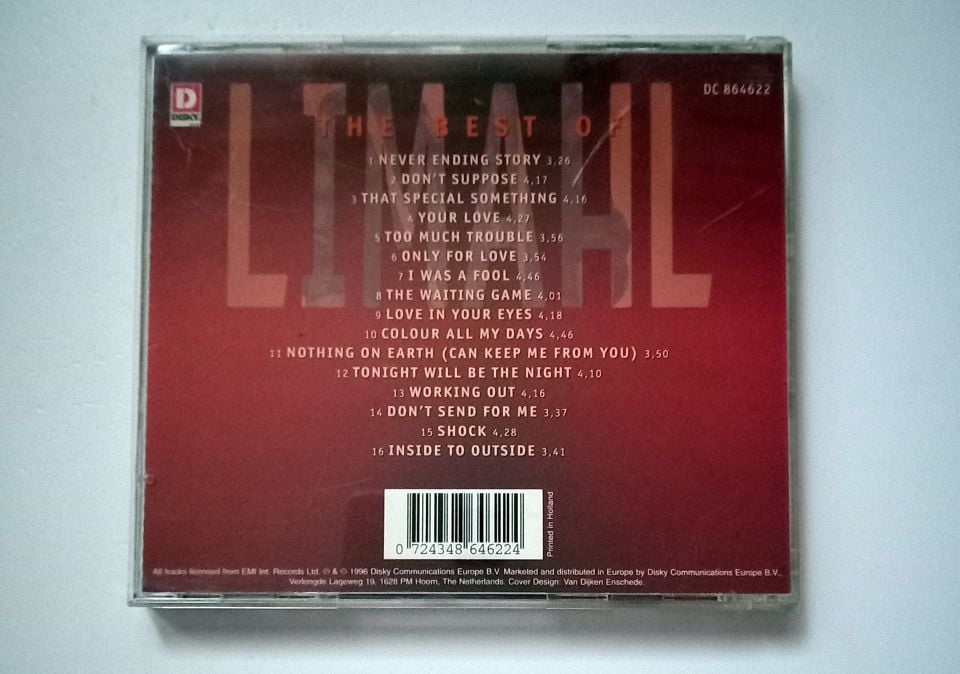 D
DISKY
DC 864622
LIMAHL
THE BEST OF
1 NEVER ENDING STORY 3,26
2 DON'T SUPPOSE 4,17
3 THAT SPECIAL SOMETHING 4,16
4 YOUR LOVE 4,27
5 TOO MUCH TROUBLE 3,56
6 ONLY FOR LOVE 3,54
7 I WAS A FOOL 4,46
8 THE WAITING GAME 4,01
9 LOVE IN YOUR EYES 4,18
10 COLOUR ALL MY DAYS 4,46
11 NOTHING ON EARTH (CAN KEEP ME FROM YOU) 3,50
12 TONIGHT WILL BE THE NIGHT 4,10
13 WORKING OUT 4,16
14 DON'T SEND FOR ME 3,37
15 SHOCK 4,28
16 INSIDE TO OUTSIDE 3,41
0 724348 646224
Printed in Holland
All tracks licensed from EMI Int. Records Ltd. ℗ & © 1996 Disky Communications Europe B.V. Marketed and distributed in Europe by Disky Communications Europe B.V.,
Verlengde Lageweg 19, 1628 PM Hoorn, The Netherlands. Cover Design: Van Dijken Enschede.